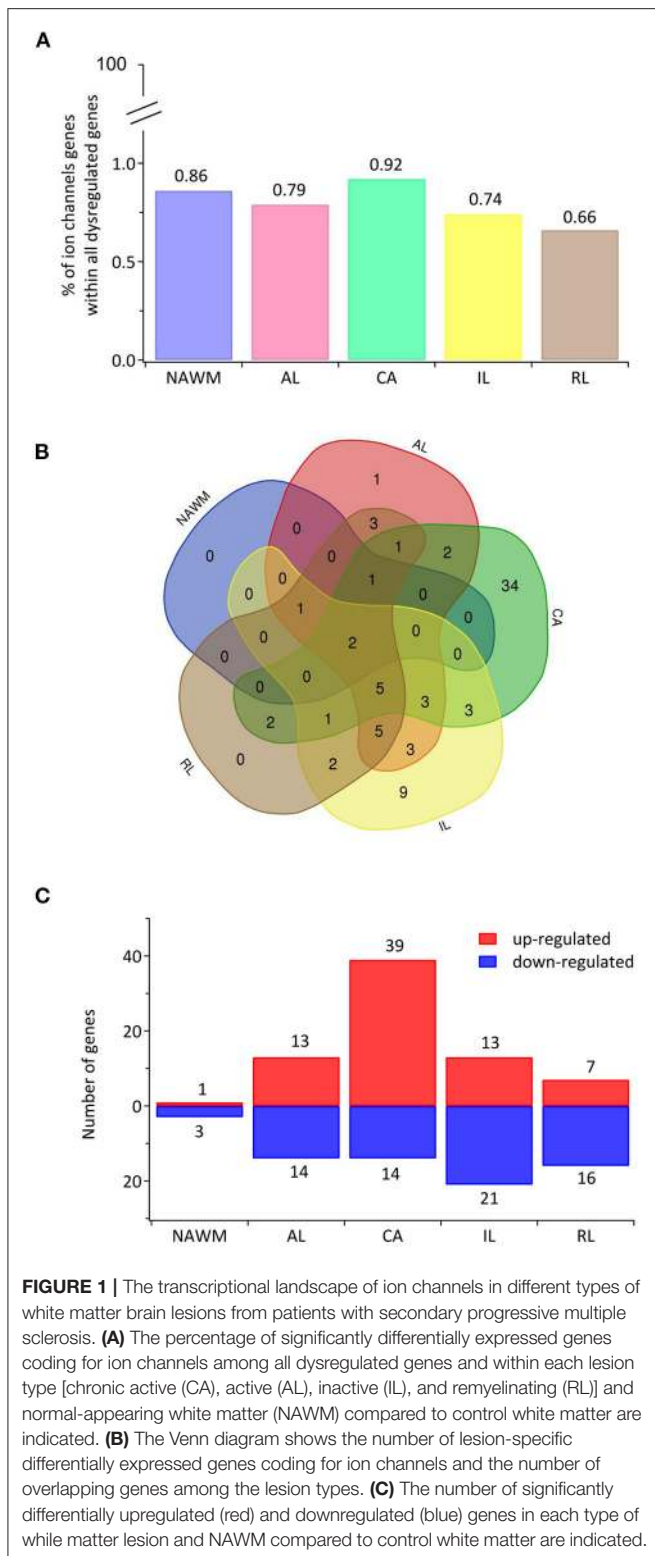 A
100
% of ion channels genes
within all dysregulated genes
1.0
0.5
0.0
0.86
0.79
0.92
0.74
0.66
NAWM AL CA IL RL
B
NAWM
AL
CA
IL
RL
1
0
0
3
1
2
34
0
0
1
0
0
0
0
1
0
0
0
2
0
0
0
0
5
3
3
2
1
5
3
0
2
9
C
up-regulated
down-regulated
Number of genes
40
20
0
20
1
13
39
13
7
3
14
14
21
16
NAWM AL CA IL RL
FIGURE 1 | The transcriptional landscape of ion channels in different types of
white matter brain lesions from patients with secondary progressive multiple
sclerosis. (A) The percentage of significantly differentially expressed genes
coding for ion channels among all dysregulated genes and within each lesion
type [chronic active (CA), active (AL), inactive (IL), and remyelinating (RL)] and
normal-appearing white matter (NAWM) compared to control white matter are
indicated. (B) The Venn diagram shows the number of lesion-specific
differentially expressed genes coding for ion channels and the number of
overlapping genes among the lesion types. (C) The number of significantly
differentially upregulated (red) and downregulated (blue) genes in each type of
while matter lesion and NAWM compared to control white matter are indicated.